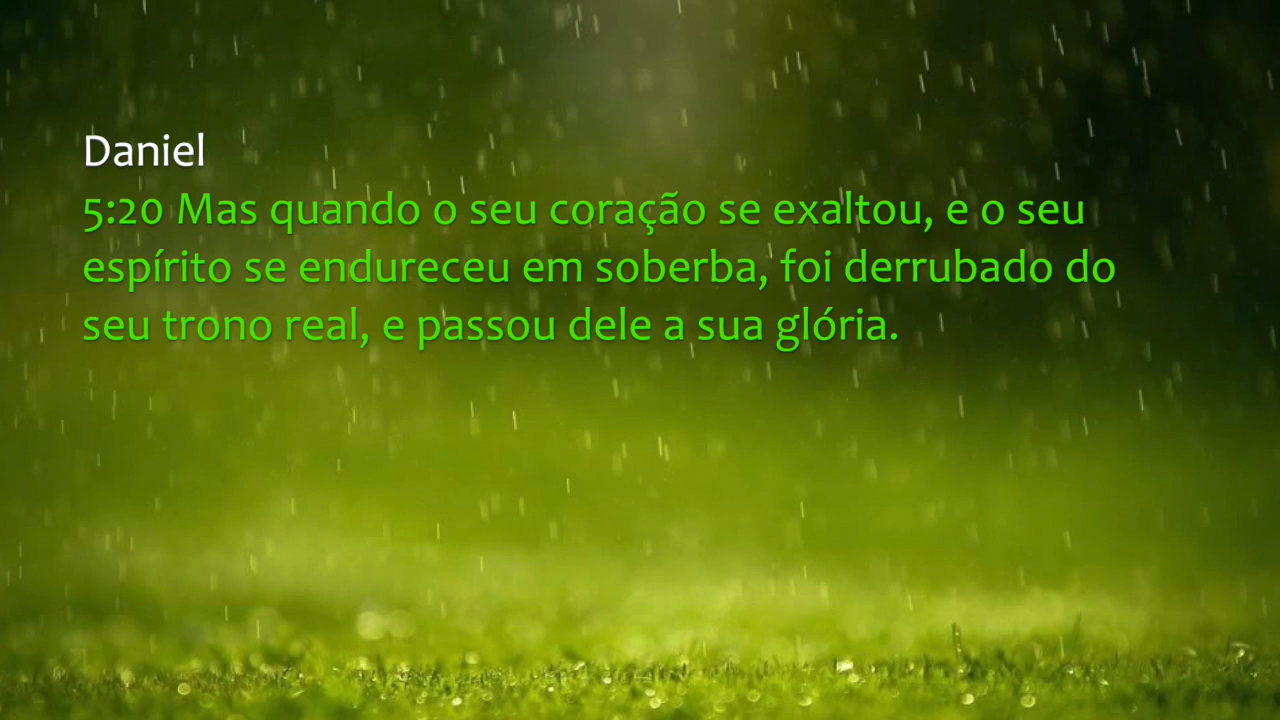 Daniel
5:20 Mas quando o seu coração se exaltou, e o seu
espírito se endureceu em soberba, foi derrubado do
seu trono real, e passou dele a sua glória.